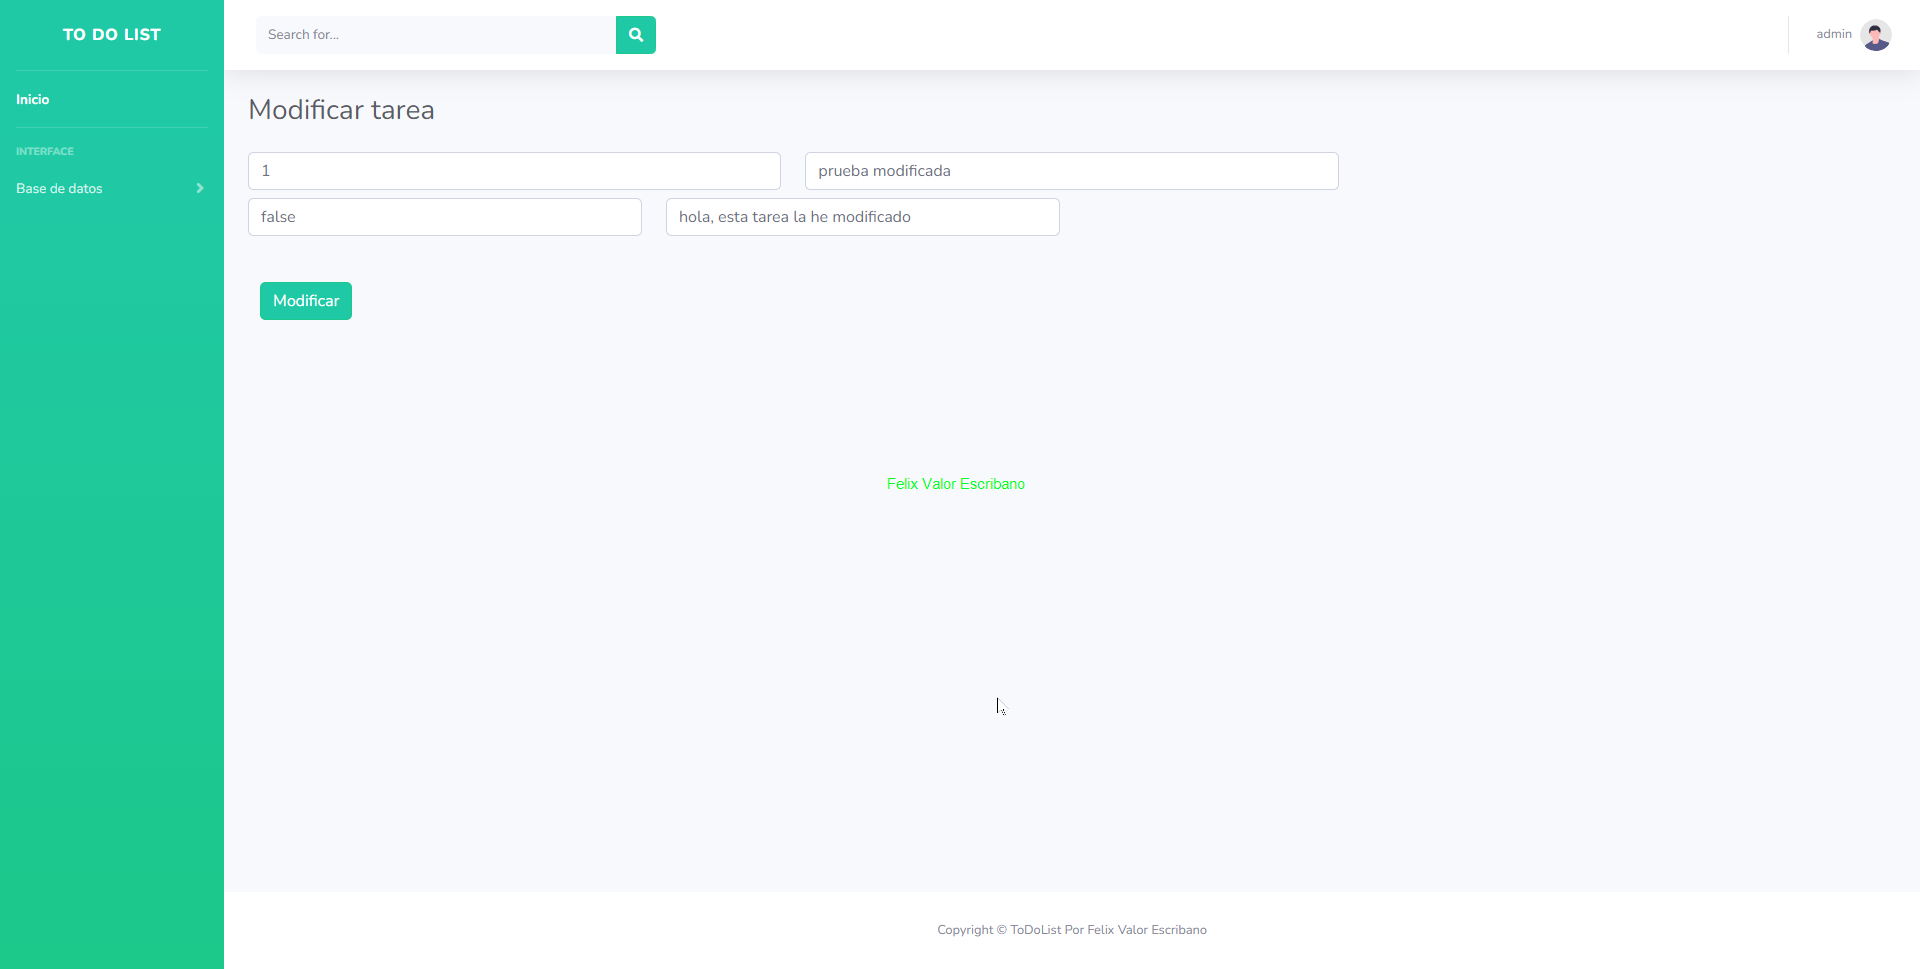 TO DO LIST
Inicio
INTERFACE
Base de datos
Search for...
admin
Modificar tarea
1
prueba modificada
false
hola, esta tarea la he modificado
Modificar
Felix Valor Escribano
Copyright © ToDoList Por Felix Valor Escribano